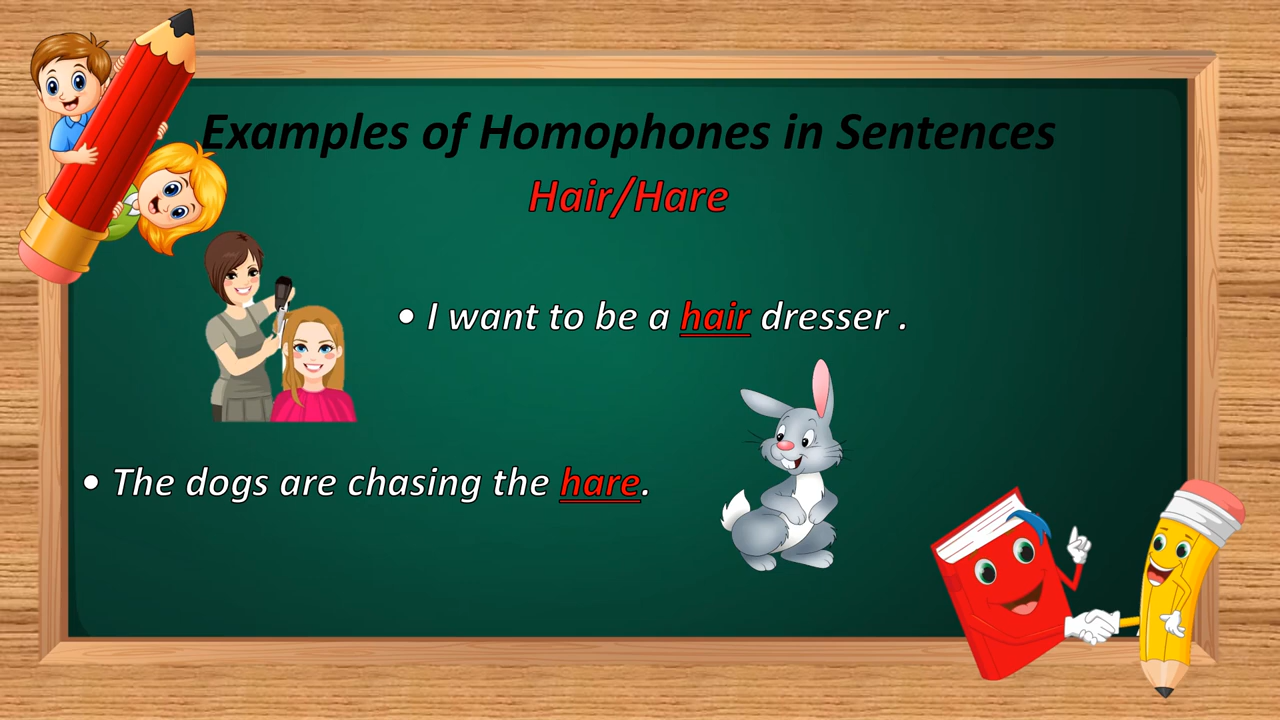 Examples of Homophones in Sentences
Hair/Hare
• I want to be a hair dresser .
• The dogs are chasing the hare.